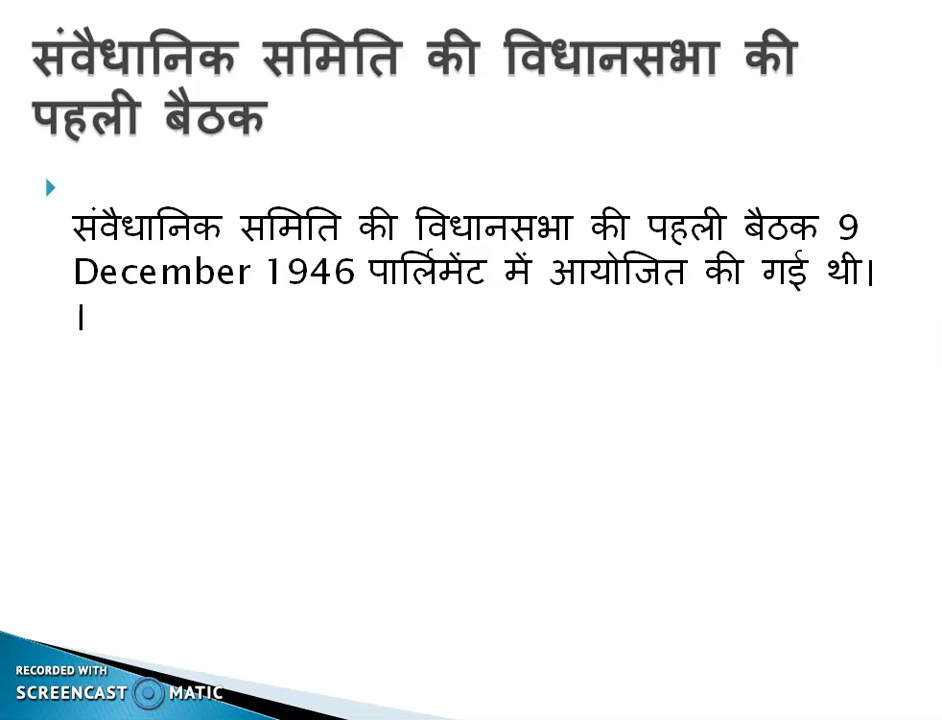 संवैधानिक समिति की विधानसभा की
पहली बैठक
संवैधानिक समिति की विधानसभा की पहली बैठक 9
December 1946 पार्लिमेंट में आयोजित की गई थी।
।
RECORDED WITH
SCREENCAST MATIC